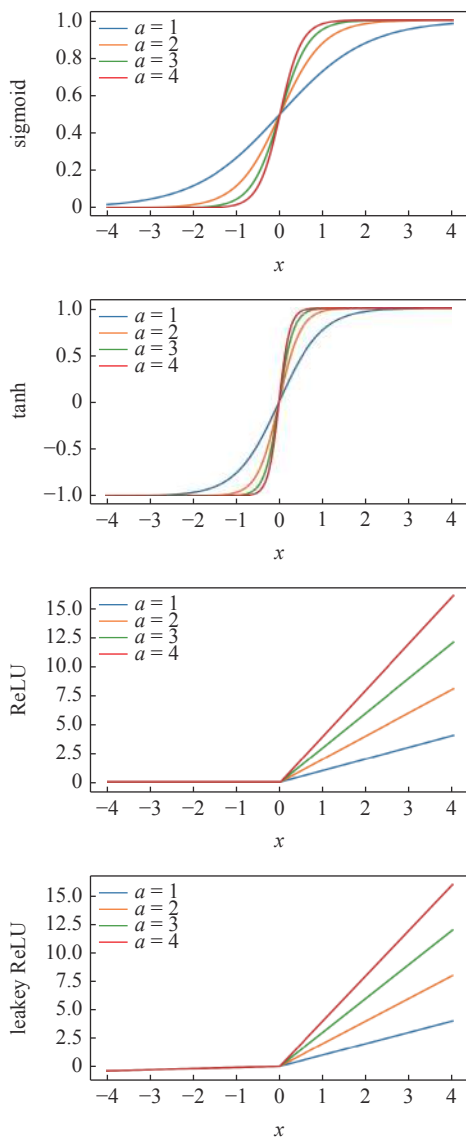 1.0
0.8
0.6
0.4
0.2
0
sigmoid
a = 1
a = 2
a = 3
a = 4
−4 −3 −2 −1 0 1 2 3 4
x
1.0
0.5
0
−0.5
−1.0
tanh
a = 1
a = 2
a = 3
a = 4
−4 −3 −2 −1 0 1 2 3 4
x
15.0
12.5
10.0
7.5
5.0
2.5
0
ReLU
a = 1
a = 2
a = 3
a = 4
−4 −3 −2 −1 0 1 2 3 4
x
15.0
12.5
10.0
7.5
5.0
2.5
0
leakey ReLU
a = 1
a = 2
a = 3
a = 4
−4 −3 −2 −1 0 1 2 3 4
x